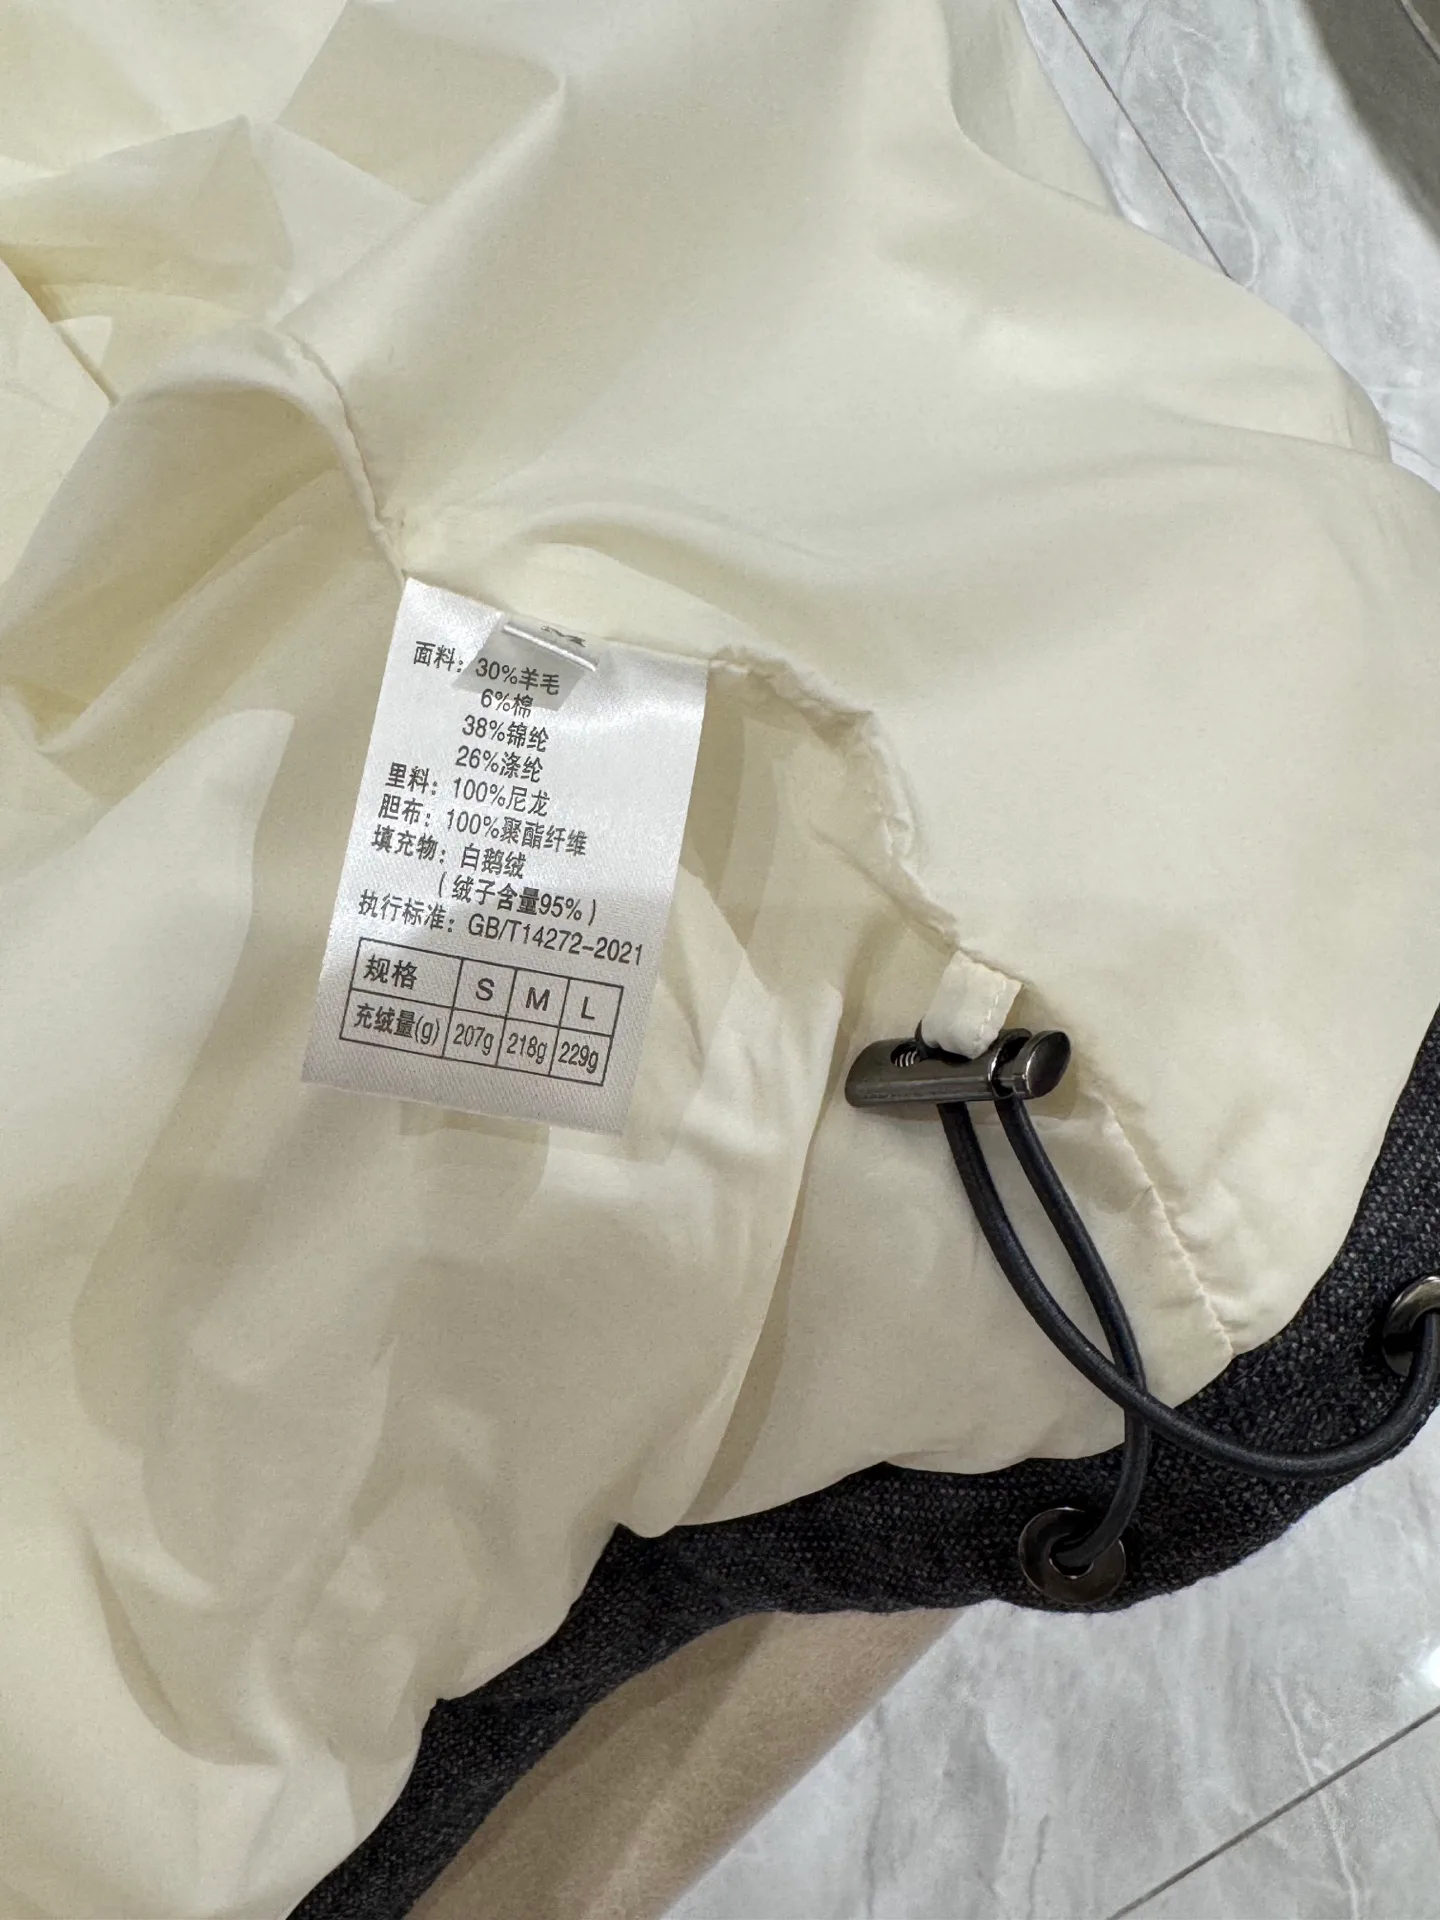 M
面料：30%羊毛
6%棉
38%锦纶
26%涤纶
里料：100%尼龙
胆布：100%聚酯纤维
填充物：白鹅绒
（绒子含量95%）
执行标准：GB/T14272-2021
规格 S M L
充绒量(g) 207g 218g 229g